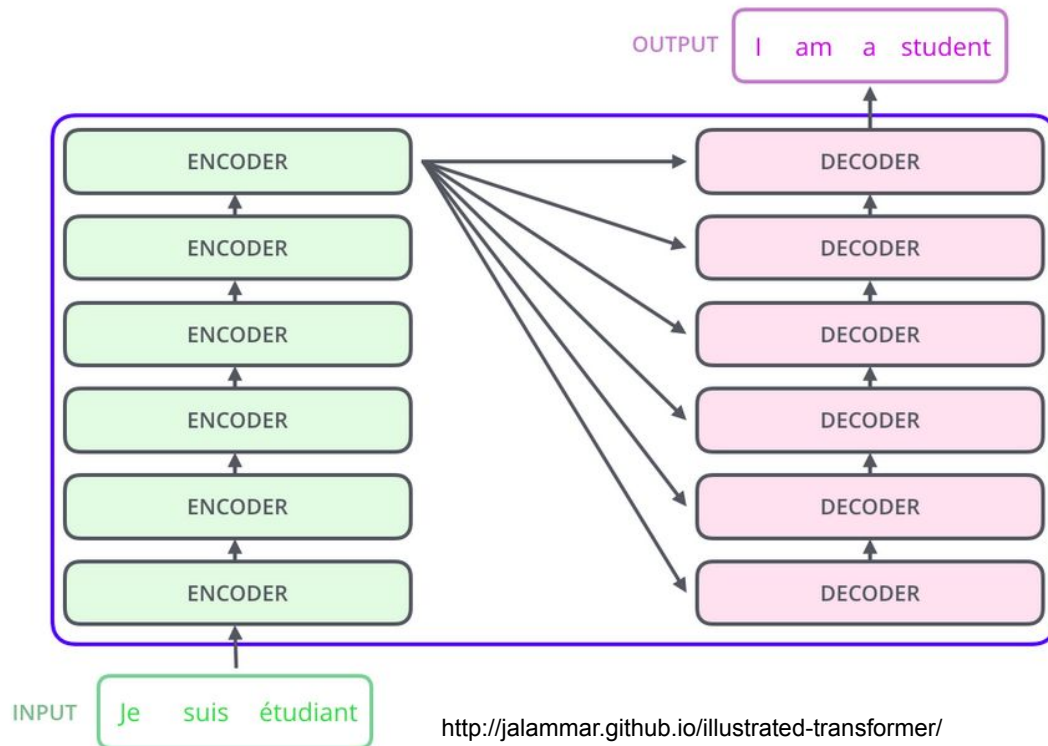 OUTPUT I am a student
ENCODER DECODER
ENCODER DECODER
ENCODER DECODER
ENCODER DECODER
ENCODER DECODER
ENCODER DECODER
INPUT Je suis étudiant
http://jalammar.github.io/illustrated-transformer/